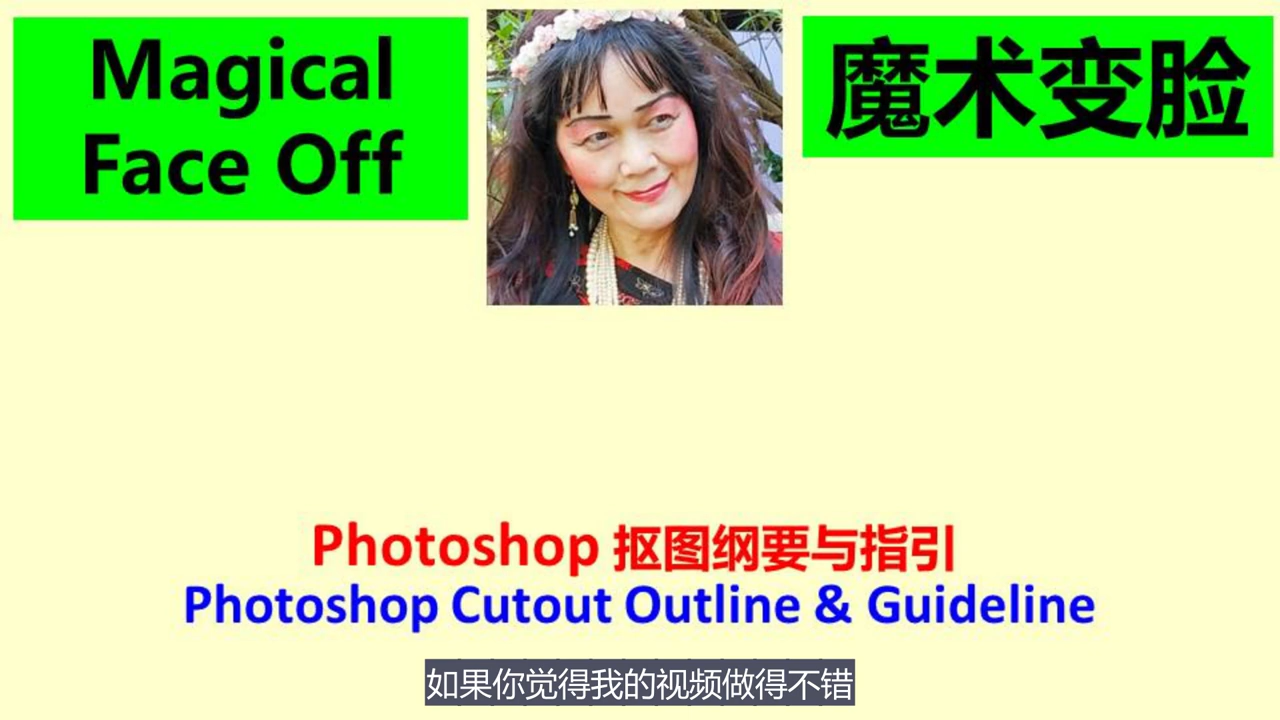 Magical
Face Off
魔术变脸
Photoshop 抠图纲要与指引
Photoshop Cutout Outline & Guideline
如果你觉得我的视频做得不错